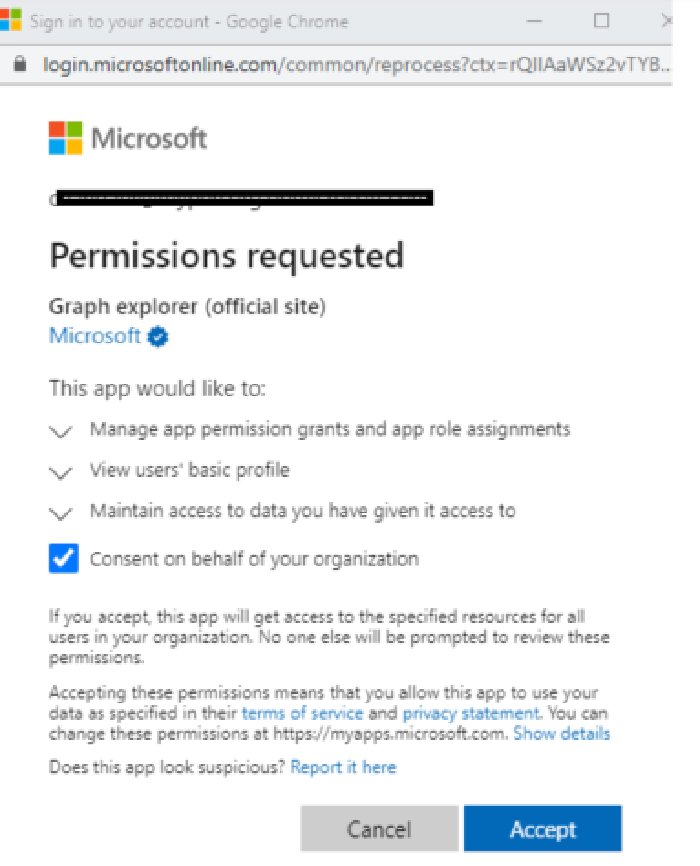 Sign in to your account - Google Chrome
login.microsoftonline.com/common/reprocess?ctx=rQIIAaWSz2vTYB...
Microsoft
Permissions requested
Graph explorer (official site)
Microsoft
This app would like to:
Manage app permission grants and app role assignments
View users' basic profile
Maintain access to data you have given it access to
Consent on behalf of your organization
If you accept, this app will get access to the specified resources for all
users in your organization. No one else will be prompted to review these
permissions.
Accepting these permissions means that you allow this app to use your
data as specified in their terms of service and privacy statement. You can
change these permissions at https://myapps.microsoft.com. Show details
Does this app look suspicious? Report it here
Cancel
Accept